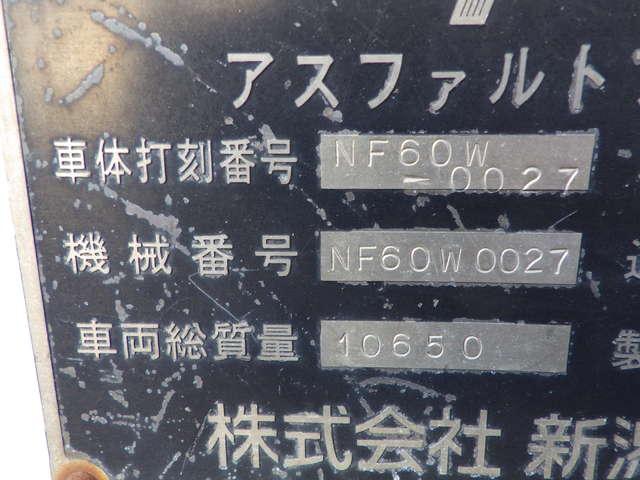 アスファルト
車体打刻番号 NF60W
-0027
機械番号 NF60W0027
車両総質量 10650 製
株式会社 新潟